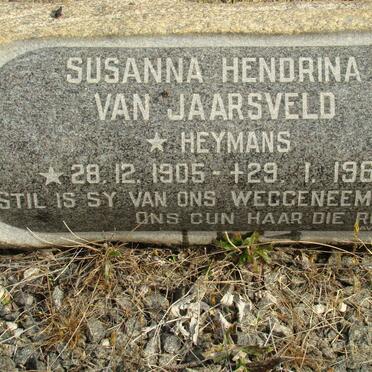 SUSANNA HENDRINA
VAN JAARSVELD
★ HEYMANS
★ 28.12.1905 - +29.1.196
STIL IS SY VAN ONS WEGGENEEM
ONS GUN HAAR DIE